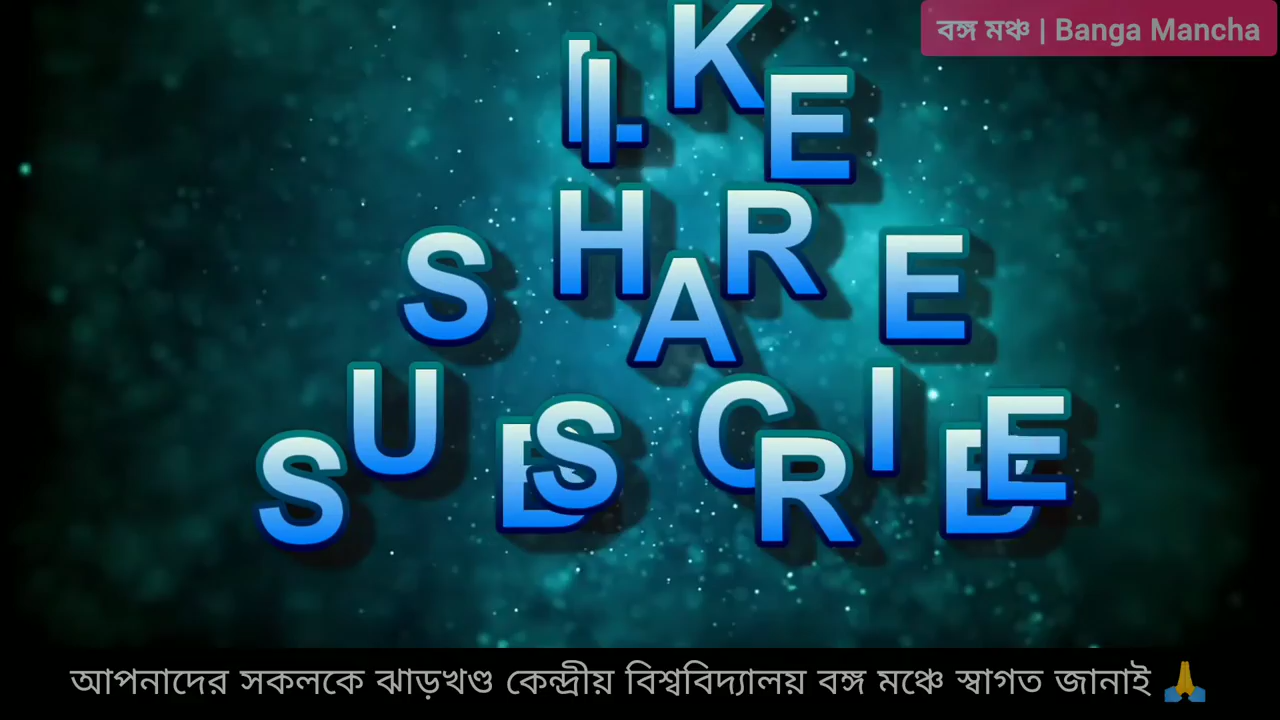 বঙ্গ মঞ্চ | Banga Mancha
LIKE
SHARE
SUBSCRIBE
আপনাদের সকলকে ঝাড়খণ্ড কেন্দ্রীয় বিশ্ববিদ্যালয় বঙ্গ মঞ্চে স্বাগত জানাই 🙏